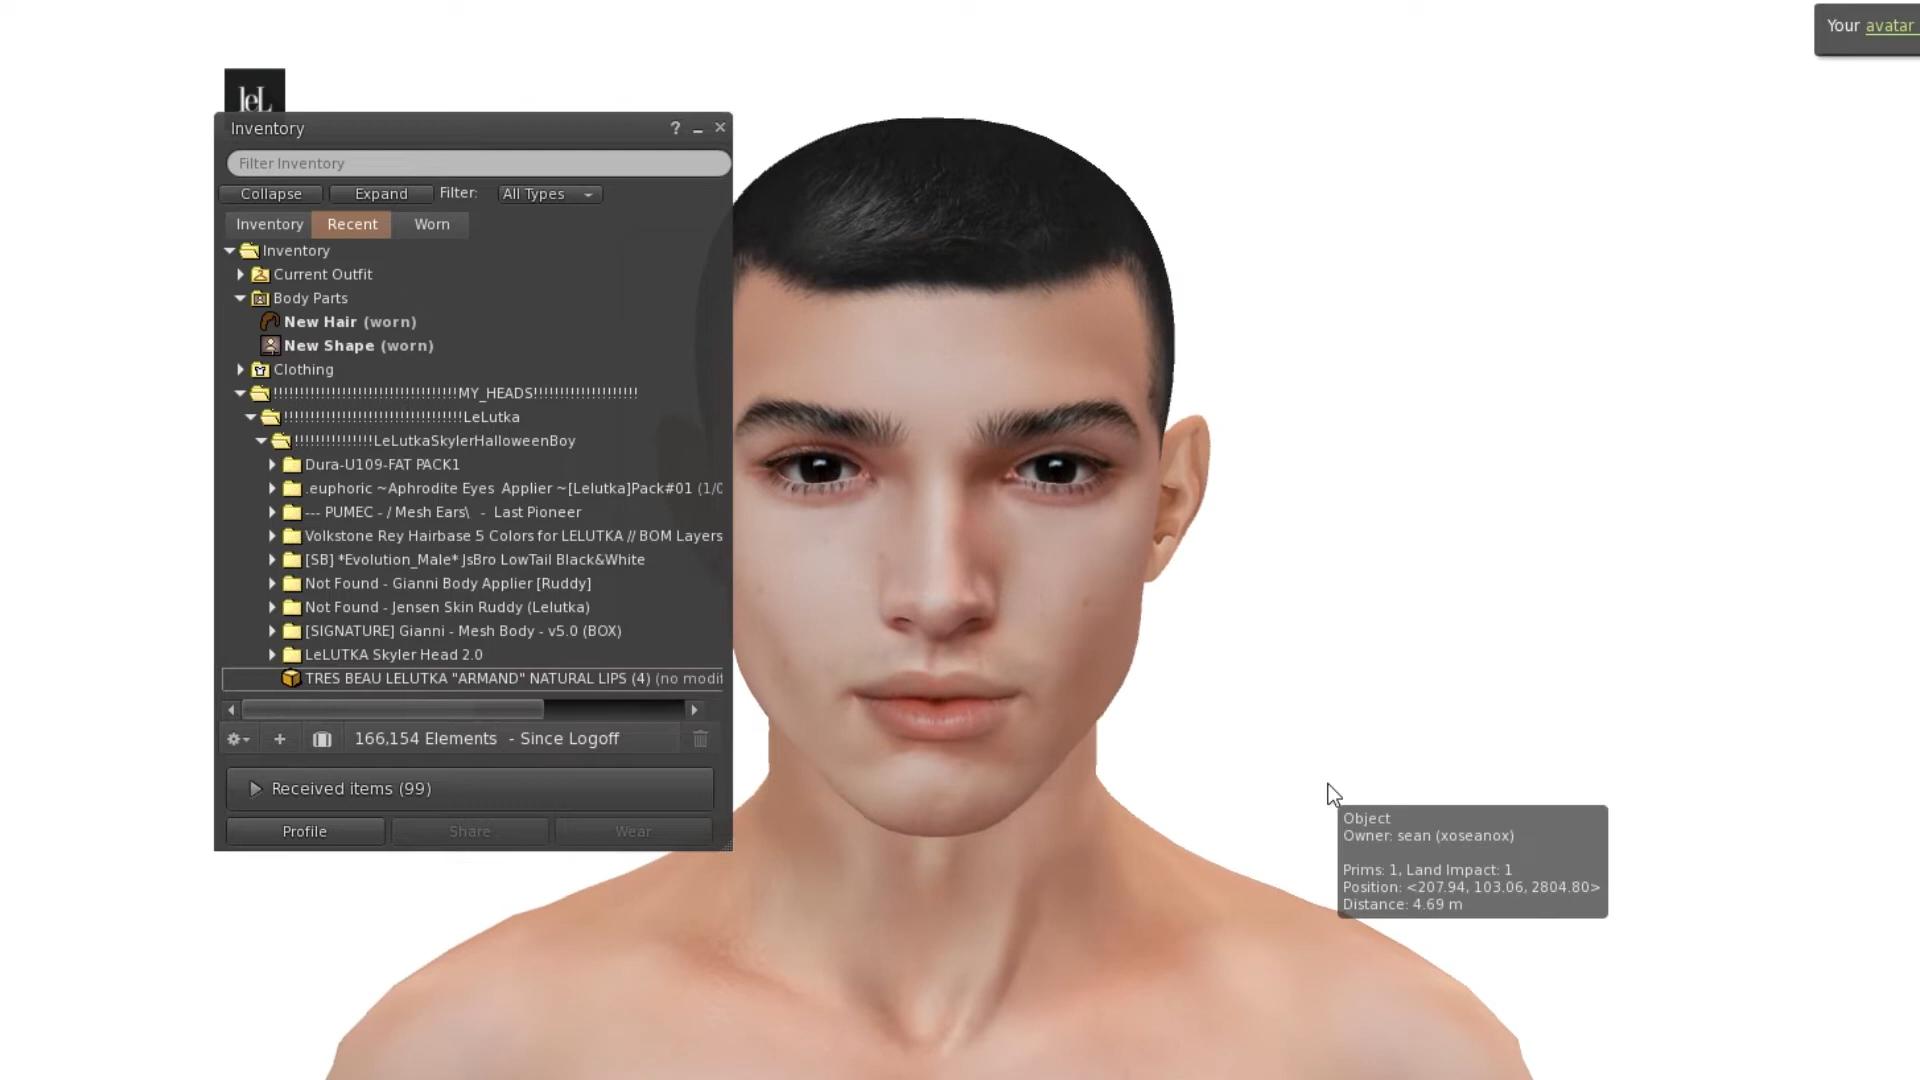 Your avatar
leL
Inventory
Filter Inventory
Collapse Expand Filter: All Types
Inventory Recent Worn
Inventory
Current Outfit
Body Parts
New Hair (worn)
New Shape (worn)
Clothing
!!!!!!!!!!!!!!!!!!!!!!!!!!!!!!!!!!!MY_HEADS!!!!!!!!!!!!!!!!!!!!
!!!!!!!!!!!!!!!!!!!!!!!!!!!!!!!!!!LeLutka
!!!!!!!!!!!!!!!LeLutkaSkylerHalloweenBoy
Dura-U109-FAT PACK1
.euphoric ~Aphrodite Eyes Applier ~[Lelutka]Pack#01 (1/0
--- PUMEC - / Mesh Ears\ - Last Pioneer
Volkstone Rey Hairbase 5 Colors for LELUTKA // BOM Layers
[SB] *Evolution_Male* JsBro LowTail Black&White
Not Found - Gianni Body Applier [Ruddy]
Not Found - Jensen Skin Ruddy (Lelutka)
[SIGNATURE] Gianni - Mesh Body - v5.0 (BOX)
LeLUTKA Skyler Head 2.0
TRES BEAU LELUTKA "ARMAND" NATURAL LIPS (4) (no modif
166,154 Elements - Since Logoff
Received items (99)
Profile Share Wear
Object
Owner: sean (xoseanox)
Prims: 1, Land Impact: 1
Position: <207.94, 103.06, 2804.80>
Distance: 4.69 m